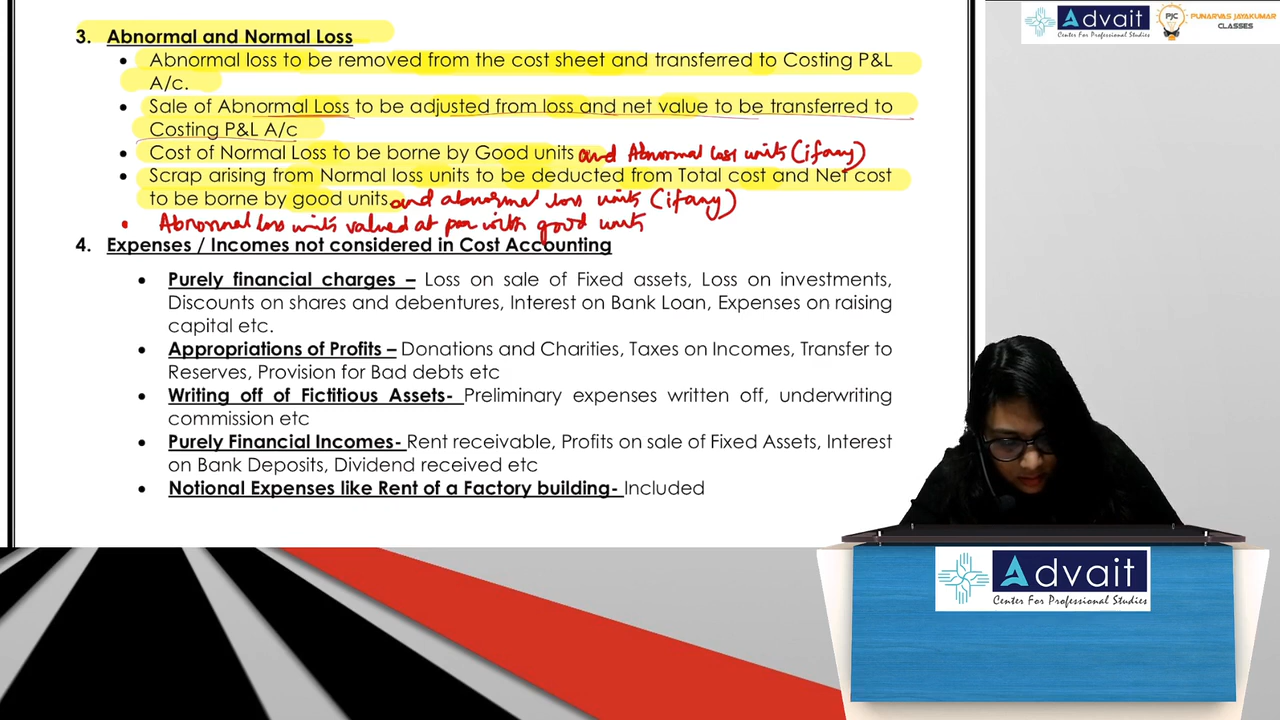 3. Abnormal and Normal Loss
• Abnormal loss to be removed from the cost sheet and transferred to Costing P&L
A/c.
• Sale of Abnormal Loss to be adjusted from loss and net value to be transferred to
Costing P&L A/c
• Cost of Normal Loss to be borne by Good units and Abnormal loss units (if any)
• Scrap arising from Normal loss units to be deducted from Total cost and Net cost
to be borne by good units and abnormal loss units (if any)
• Abnormal loss units valued at par with good units
4. Expenses / Incomes not considered in Cost Accounting
• Purely financial charges – Loss on sale of Fixed assets, Loss on investments,
Discounts on shares and debentures, Interest on Bank Loan, Expenses on raising
capital etc.
• Appropriations of Profits – Donations and Charities, Taxes on Incomes, Transfer to
Reserves, Provision for Bad debts etc
• Writing off of Fictitious Assets- Preliminary expenses written off, underwriting
commission etc
• Purely Financial Incomes- Rent receivable, Profits on sale of Fixed Assets, Interest
on Bank Deposits, Dividend received etc
• Notional Expenses like Rent of a Factory building- Included
Advait
Center For Professional Studies
PJC
PUNARVAS JAYAKUMAR
CLASSES
Advait
Center For Professional Studies